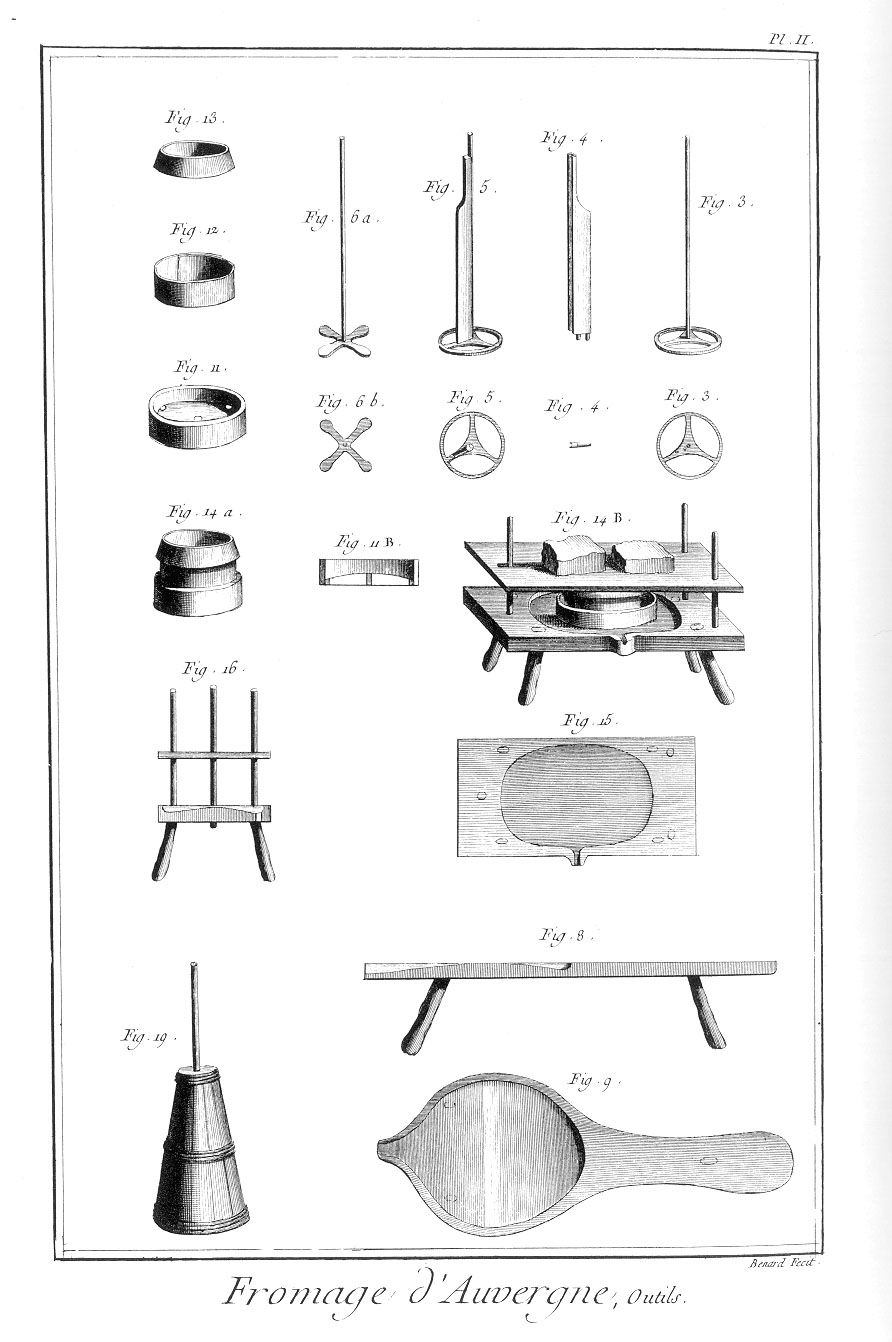 Pl. II.
Fig. 13.
Fig. 6 a.
Fig. 5.
Fig. 4.
Fig. 3.
Fig. 12.
Fig. 11.
Fig. 6 b.
Fig. 5.
Fig. 4.
Fig. 3.
Fig. 14 a.
Fig. 11 B.
Fig. 14 B.
Fig. 16.
Fig. 15.
Fig. 8.
Fig. 19.
Fig. 9.
Benard Fecit.
Fromage d'Auvergne, Outils.